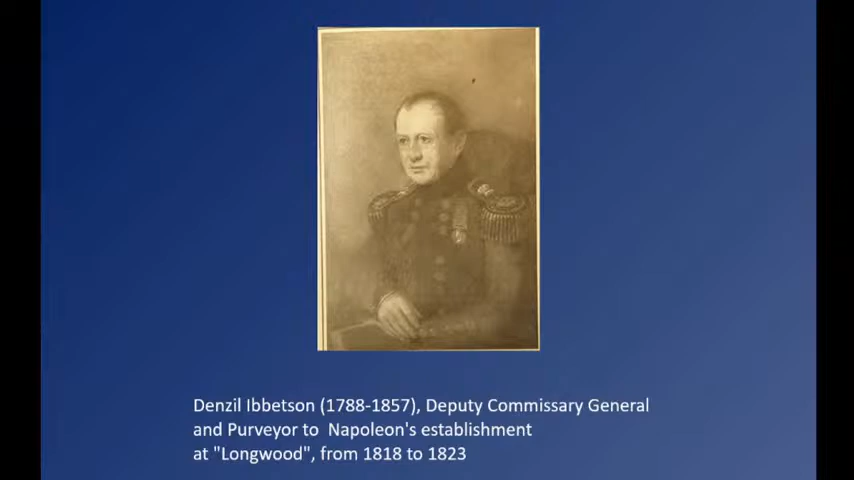 Denzil Ibbetson (1788-1857), Deputy Commissary General
and Purveyor to  Napoleon's establishment
at "Longwood", from 1818 to 1823